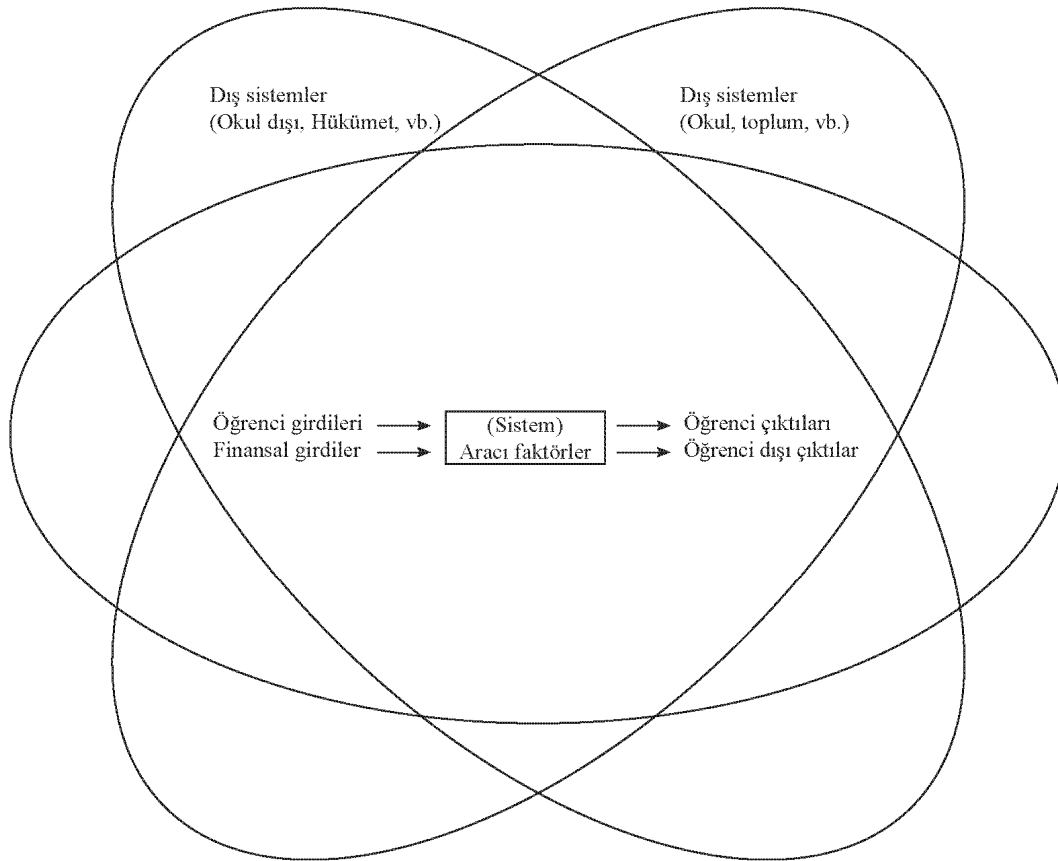 Dış sistemler
(Okul dışı, Hükümet, vb.)
Dış sistemler
(Okul, toplum, vb.)
Öğrenci girdileri
Finansal girdiler
(Sistem)
Aracı faktörler
Öğrenci çıktıları
Öğrenci dışı çıktılar